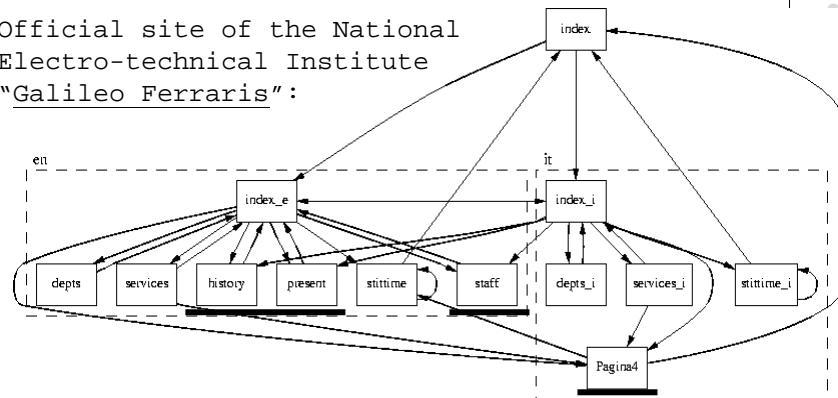 Official site of the National
Electro-technical Institute
“Galileo Ferraris”:
index
en
it
index_e
index_i
depts
services
history
present
stittime
staff
depts_i
services_i
stittime_i
Pagina4